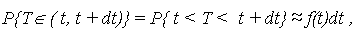 P{T∈ ( t, t + dt)} = P{ t < T < t + dt} ≈ f(t)dt ,